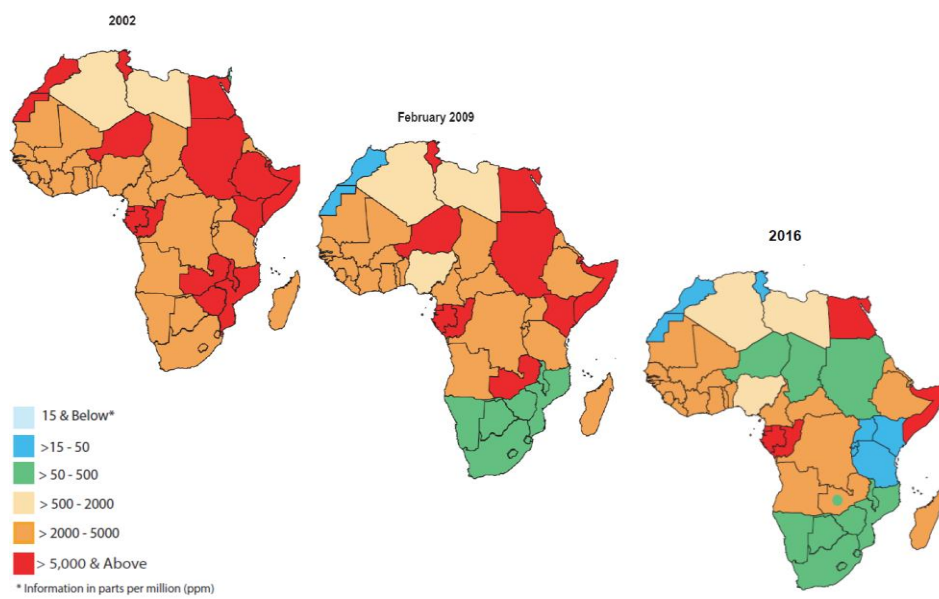 2002
February 2009
2016
15 & Below*
>15 - 50
> 50 - 500
> 500 - 2000
> 2000 - 5000
> 5,000 & Above
* Information in parts per million (ppm)